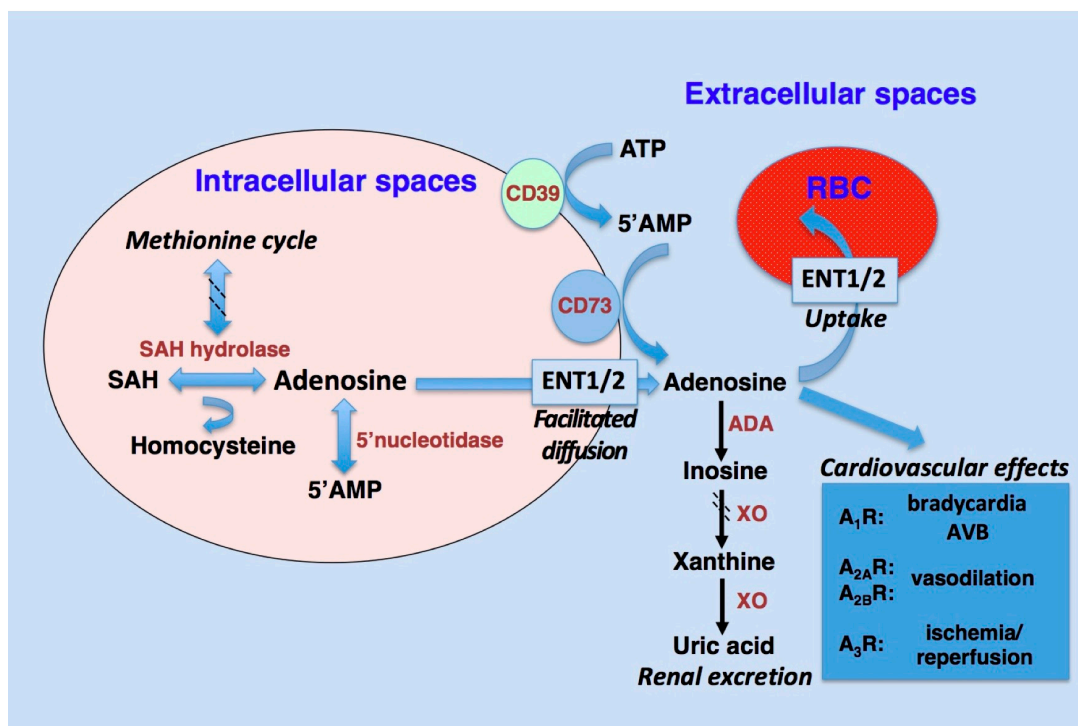 Extracellular spaces
Intracellular spaces
CD39
ATP
5’AMP
RBC
Methionine cycle
CD73
ENT1/2
Uptake
SAH hydrolase
SAH
Adenosine
ENT1/2
Adenosine
Facilitated
diffusion
Homocysteine
5’nucleotidase
5’AMP
ADA
Inosine
XO
Xanthine
XO
Uric acid
Renal excretion
Cardiovascular effects
A₁R: bradycardia
AVB
A₂AR:
A₂BR:
vasodilation
A₃R: ischemia/
reperfusion